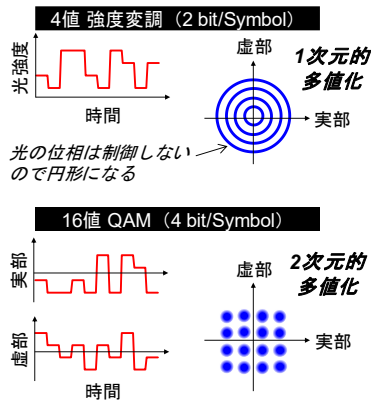 4値 強度変調（2 bit/Symbol）
光強度
時間
虚部
実部
1次元的
多値化
光の位相は制御しない
ので円形になる
16値 QAM（4 bit/Symbol）
実部
虚部
時間
虚部
実部
2次元的
多値化